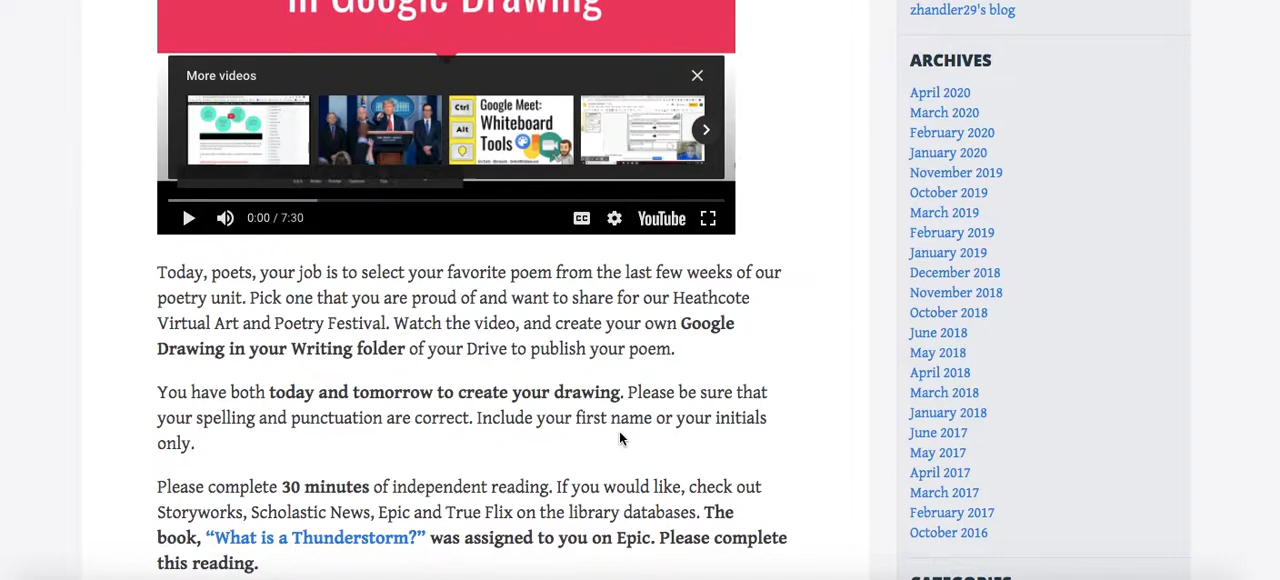 in Google Drawing
More videos
Ctrl
Alt
Google Meet:
Whiteboard
Tools
0:00 / 7:30
CC
YouTube
Today, poets, your job is to select your favorite poem from the last few weeks of our
poetry unit. Pick one that you are proud of and want to share for our Heathcote
Virtual Art and Poetry Festival. Watch the video, and create your own Google
Drawing in your Writing folder of your Drive to publish your poem.
You have both today and tomorrow to create your drawing. Please be sure that
your spelling and punctuation are correct. Include your first name or your initials
only.
Please complete 30 minutes of independent reading. If you would like, check out
Storyworks, Scholastic News, Epic and True Flix on the library databases. The
book, “What is a Thunderstorm?” was assigned to you on Epic. Please complete
this reading.
zhandler29's blog
ARCHIVES
April 2020
March 2020
February 2020
January 2020
November 2019
October 2019
March 2019
February 2019
January 2019
December 2018
November 2018
October 2018
June 2018
May 2018
April 2018
March 2018
January 2018
June 2017
May 2017
April 2017
March 2017
February 2017
October 2016